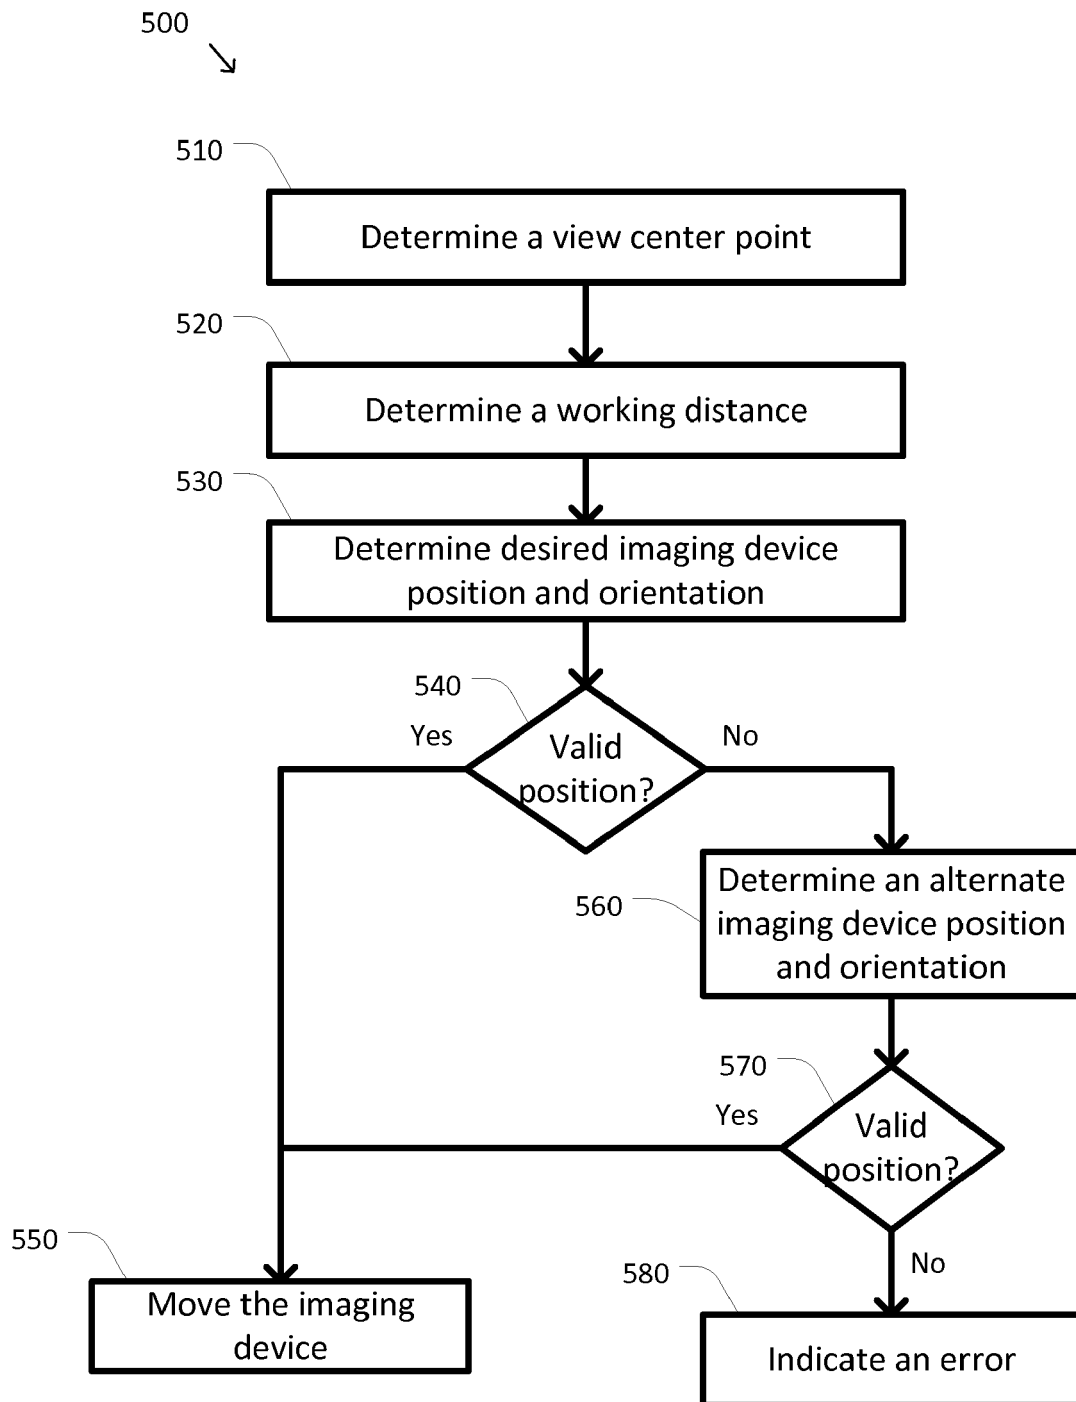 500
510
Determine a view center point
520
Determine a working distance
530
Determine desired imaging device
position and orientation
540
Yes
No
Valid
position?
560
Determine an alternate
imaging device position
and orientation
570
Yes
Valid
position?
550
No
580
Move the imaging
device
Indicate an error